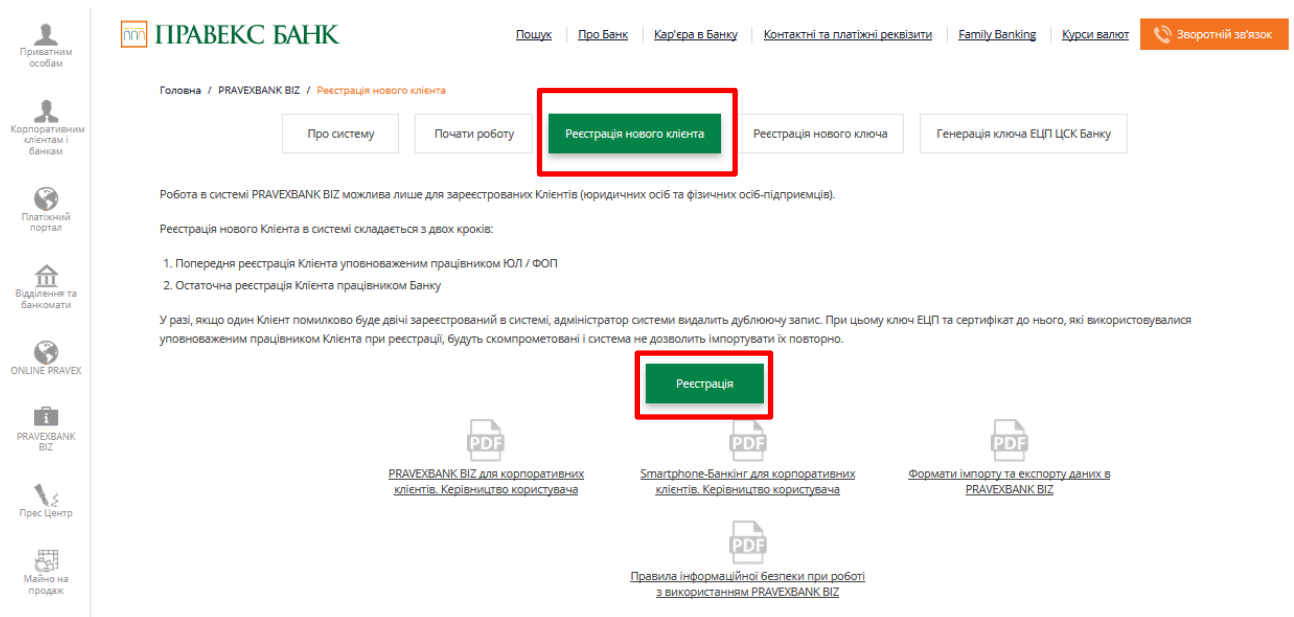 ПРАВЕКС БАНК
Пошук
Про Банк
Кар'єра в Банку
Контактні та платіжні реквізити
Family Banking
Курси валют
Зворотній зв'язок
Приватним
особам
Корпоративним
клієнтам і
банкам
Платіжний
портал
Відділення та
банкомати
ONLINE PRAVEX
PRAVEXBANK
BIZ
Прес Центр
Майно на
продаж
Головна / PRAVEXBANK BIZ / Реєстрація нового клієнта
Про систему
Почати роботу
Реєстрація нового клієнта
Реєстрація нового ключа
Генерація ключа ЕЦП ЦСК Банку
Робота в системі PRAVEXBANK BIZ можлива лише для зареєстрованих Клієнтів (юридичних осіб та фізичних осіб-підприємців).
Реєстрація нового Клієнта в системі складається з двох кроків:
1. Попередня реєстрація Клієнта уповноваженим працівником ЮЛ / ФОП
2. Остаточна реєстрація Клієнта працівником Банку
У разі, якщо один Клієнт помилково буде двічі зареєстрований в системі, адміністратор системи видалить дублюючу запис. При цьому ключ ЕЦП та сертифікат до нього, які використовувалися
уповноваженим працівником Клієнта при реєстрації, будуть скомпрометовані і система не дозволить імпортувати їх повторно.
Реєстрація
PDF
PRAVEXBANK BIZ для корпоративних
клієнтів. Керівництво користувача
PDF
Smartphone-Банкінг для корпоративних
клієнтів. Керівництво користувача
PDF
Формати імпорту та експорту даних в
PRAVEXBANK BIZ
PDF
Правила інформаційної безпеки при роботі
з використанням PRAVEXBANK BIZ